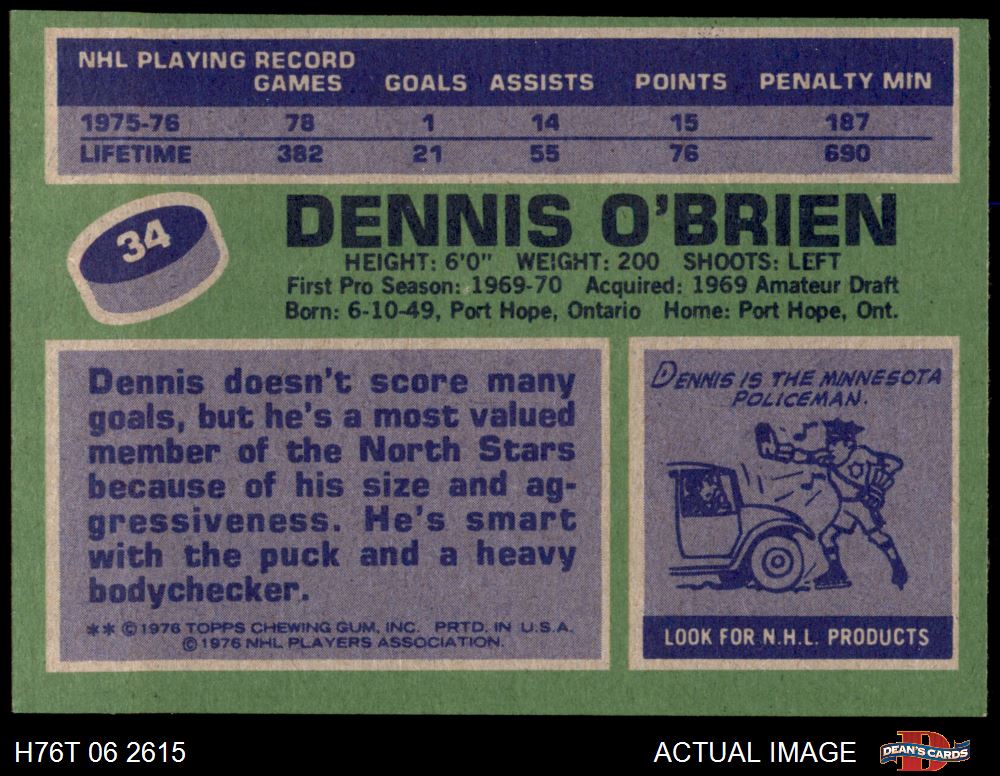 NHL PLAYING RECORD
GAMES GOALS ASSISTS POINTS PENALTY MIN
1975-76 78 1 14 15 187
LIFETIME 382 21 55 76 690
34
DENNIS O'BRIEN
HEIGHT: 6'0" WEIGHT: 200 SHOOTS: LEFT
First Pro Season: 1969-70 Acquired: 1969 Amateur Draft
Born: 6-10-49, Port Hope, Ontario Home: Port Hope, Ont.
Dennis doesn't score many
goals, but he's a most valued
member of the North Stars
because of his size and ag-
gressiveness. He's smart
with the puck and a heavy
bodychecker.
** © 1976 TOPPS CHEWING GUM, INC. PRTD. IN U.S.A.
© 1976 NHL PLAYERS ASSOCIATION.
DENNIS IS THE MINNESOTA
POLICEMAN.
LOOK FOR N.H.L. PRODUCTS
H76T 06 2615
ACTUAL IMAGE
DEAN'S CARDS